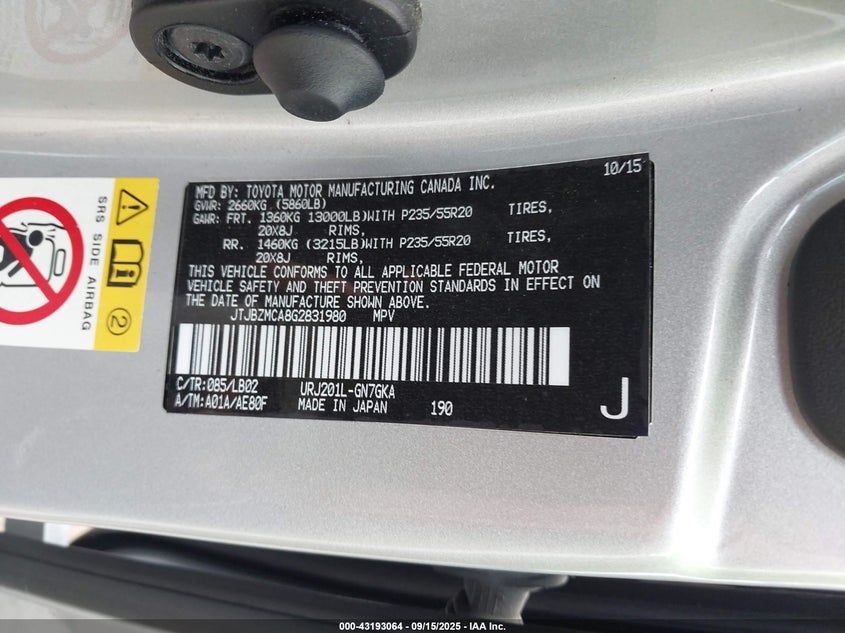 10/15
MFD BY: TOYOTA MOTOR MANUFACTURING CANADA INC.
GVWR: 2660KG (5860LB)
GAWR: FRT. 1360KG 13000LB)WITH P235/55R20 TIRES,
20X8J RIMS,
RR. 1460KG (3215LB)WITH P235/55R20 TIRES,
20X8J RIMS,
THIS VEHICLE CONFORMS TO ALL APPLICABLE FEDERAL MOTOR
VEHICLE SAFETY AND THEFT PREVENTION STANDARDS IN EFFECT ON
THE DATE OF MANUFACTURE SHOWN ABOVE.
JTJBZMCA8G2831980 MPV
C/TR: 085/LB02 URJ201L-GN7GKA
A/TM: A01A/AE80F MADE IN JAPAN 190
J
SRS SIDE AIRBAG
2
000-43193064 - 09/15/2025 - IAA Inc.